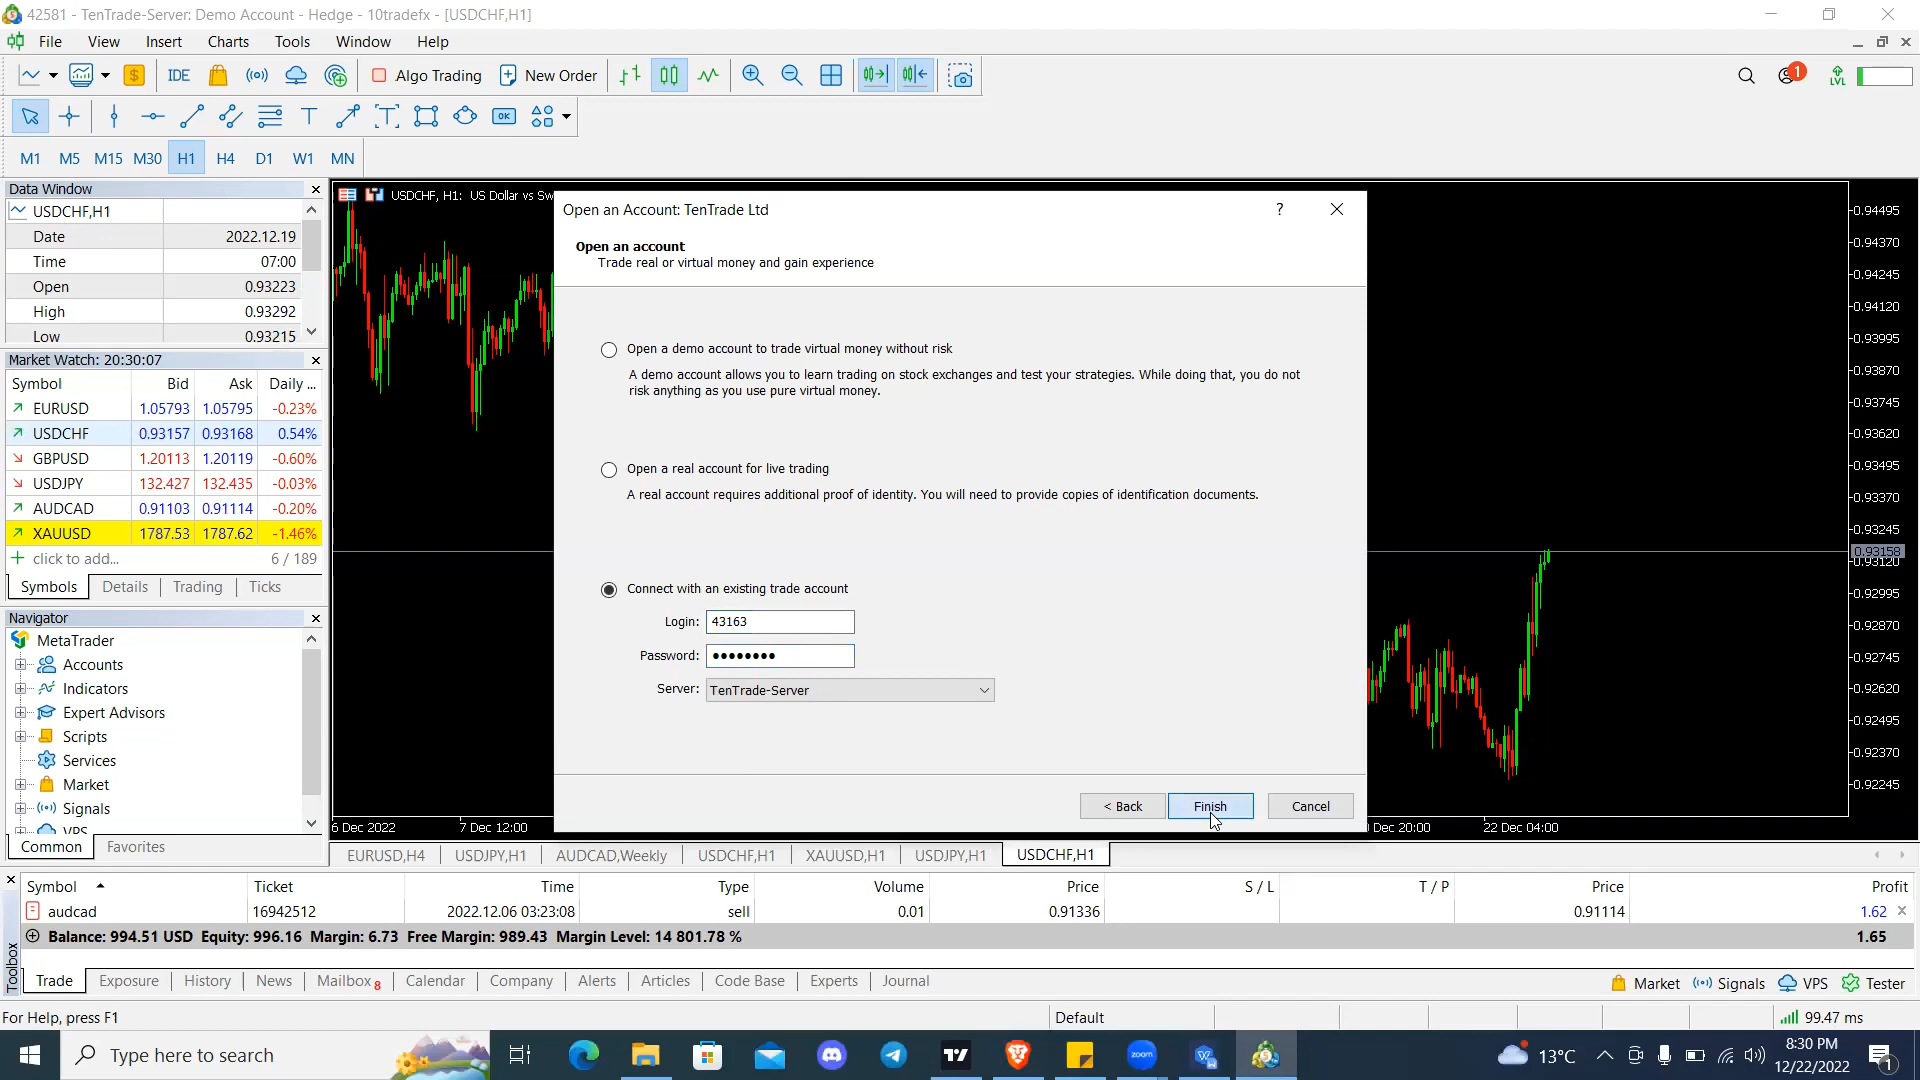 42581 - TenTrade-Server: Demo Account - Hedge - 10tradefx - [USDCHF,H1]
File View Insert Charts Tools Window Help
IDE Algo Trading New Order 1 LVL
T T OK
M1 M5 M15 M30 H1 H4 D1 W1 MN
Data Window
USDCHF,H1
Date 2022.12.19
Time 07:00
Open 0.93223
High 0.93292
Low 0.93215
Market Watch: 20:30:07
Symbol Bid Ask Daily ...
EURUSD 1.05793 1.05795 -0.23%
USDCHF 0.93157 0.93168 0.54%
GBPUSD 1.20113 1.20119 -0.60%
USDJPY 132.427 132.435 -0.03%
AUDCAD 0.91103 0.91114 -0.20%
XAUUSD 1787.53 1787.62 -1.46%
click to add... 6 / 189
Symbols Details Trading Ticks
Navigator
MetaTrader
Accounts
Indicators
Expert Advisors
Scripts
Services
Market
Signals
VPS
Common Favorites
USDCHF, H1: US Dollar vs Sw
Open an Account: TenTrade Ltd ?
Open an account
Trade real or virtual money and gain experience
Open a demo account to trade virtual money without risk
A demo account allows you to learn trading on stock exchanges and test your strategies. While doing that, you do not
risk anything as you use pure virtual money.
Open a real account for live trading
A real account requires additional proof of identity. You will need to provide copies of identification documents.
Connect with an existing trade account
Login: 43163
Password: ●●●●●●●●
Server: TenTrade-Server
< Back Finish Cancel
0.94495
0.94370
0.94245
0.94120
0.93995
0.93870
0.93745
0.93620
0.93495
0.93370
0.93245
0.93158
0.93120
0.92995
0.92870
0.92745
0.92620
0.92495
0.92370
0.92245
6 Dec 2022 7 Dec 12:00 Dec 20:00 22 Dec 04:00
EURUSD,H4 USDJPY,H1 AUDCAD,Weekly USDCHF,H1 XAUUSD,H1 USDJPY,H1 USDCHF,H1
Symbol Ticket Time Type Volume Price S / L T / P Price Profit
audcad 16942512 2022.12.06 03:23:08 sell 0.01 0.91336 0.91114 1.62
Balance: 994.51 USD Equity: 996.16 Margin: 6.73 Free Margin: 989.43 Margin Level: 14 801.78 % 1.65
Toolbox
Trade Exposure History News Mailbox 8 Calendar Company Alerts Articles Code Base Experts Journal Market Signals VPS Tester
For Help, press F1 Default 99.47 ms
Type here to search zoom 13°C 8:30 PM
12/22/2022 1